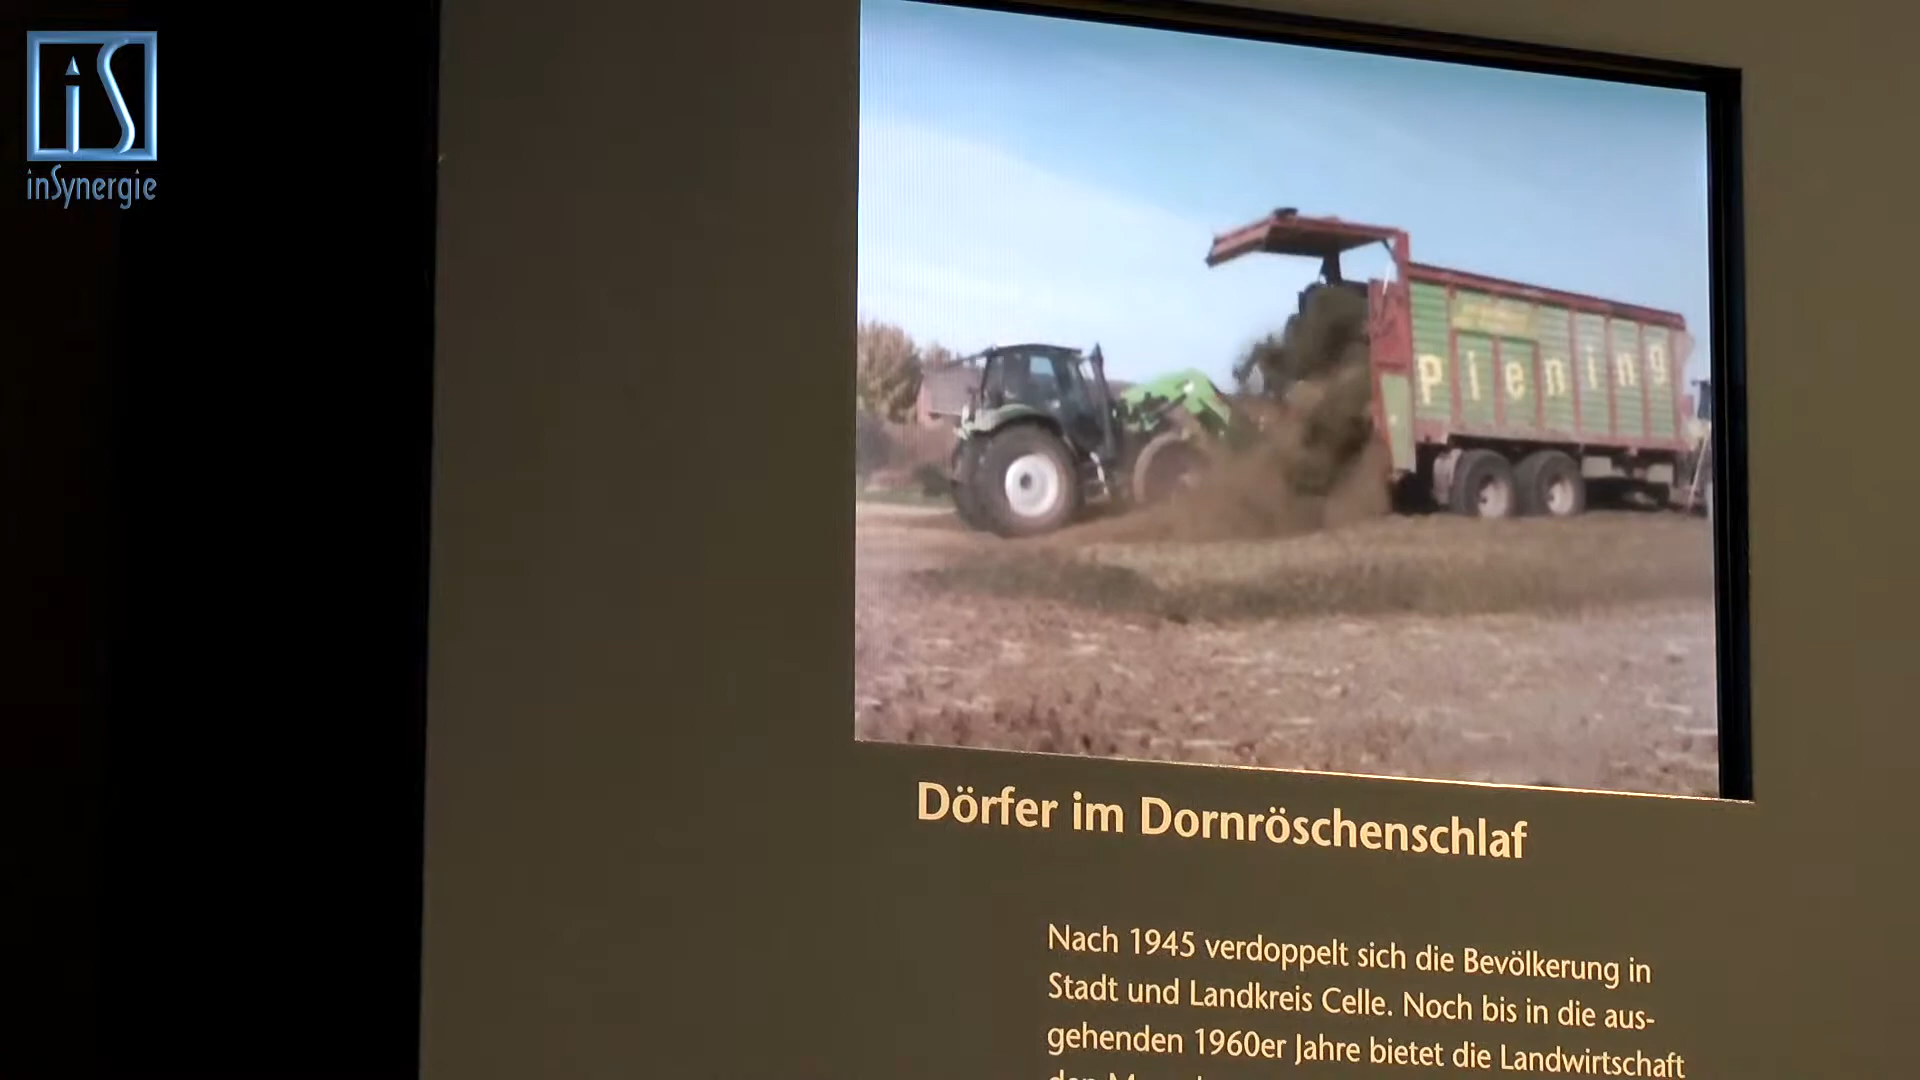 iS
inSynergie
Plening
Dörfer im Dornröschenschlaf
Nach 1945 verdoppelt sich die Bevölkerung in
Stadt und Landkreis Celle. Noch bis in die aus-
gehenden 1960er Jahre bietet die Landwirtschaft